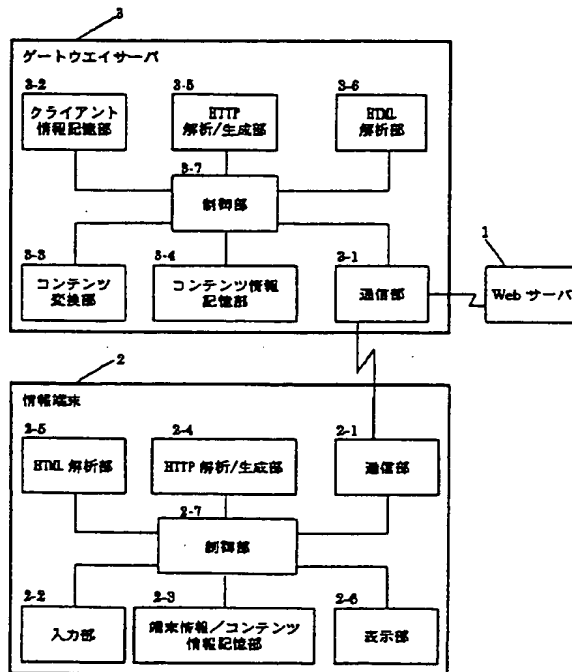 3
ゲートウエイサーバ
3-2
クライアント
情報記憶部
3-5
HTTP
解析/生成部
3-6
HTML
解析部
3-7
制御部
3-3
コンテンツ
変換部
3-4
コンテンツ情報
記憶部
3-1
通信部
1
Web サーバ
2
情報端末
2-5
HTML 解析部
2-4
HTTP 解析/生成部
2-1
通信部
2-7
制御部
2-2
入力部
2-3
端末情報/コンテンツ
情報記憶部
2-6
表示部